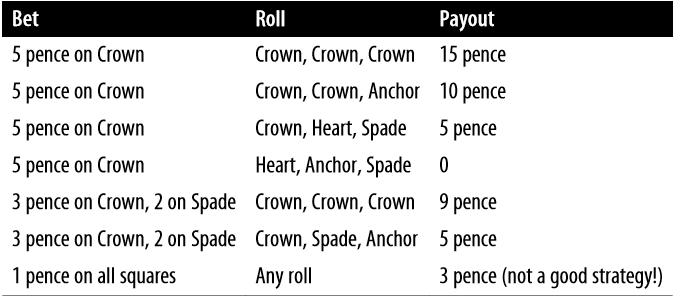 Bet Roll Payout
5 pence on Crown Crown, Crown, Crown 15 pence
5 pence on Crown Crown, Crown, Anchor 10 pence
5 pence on Crown Crown, Heart, Spade 5 pence
5 pence on Crown Heart, Anchor, Spade 0
3 pence on Crown, 2 on Spade Crown, Crown, Crown 9 pence
3 pence on Crown, 2 on Spade Crown, Spade, Anchor 5 pence
1 pence on all squares Any roll 3 pence (not a good strategy!)